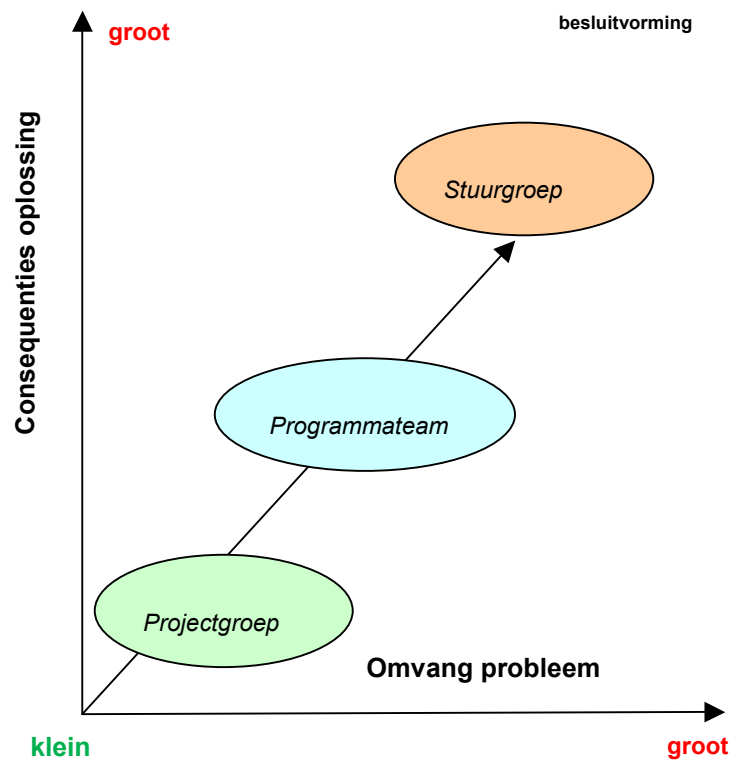 besluitvorming
groot
Consequenties oplossing
Stuurgroep
Programmateam
Projectgroep
Omvang probleem
klein
groot